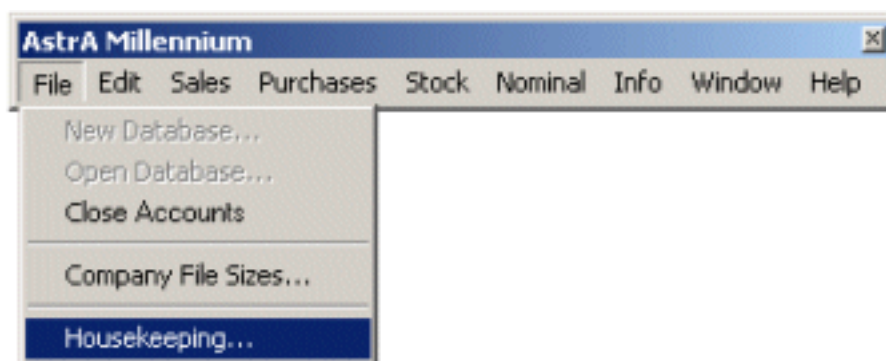 AstrA Millennium
File Edit Sales Purchases Stock Nominal Info Window Help
New Database...
Open Database...
Close Accounts
Company File Sizes...
Housekeeping...